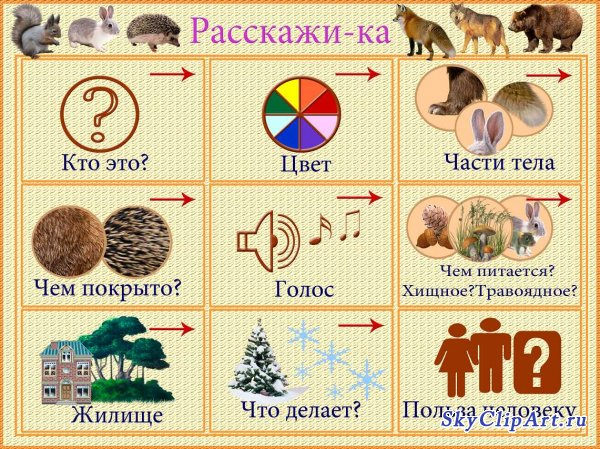 Расскажи-ка
Кто это?
Цвет
Части тела
Чем покрыто?
Голос
Чем питается?
Хищное?Травоядное?
Жилище
Что делает?
Польза человеку
SkyClipArt.ru